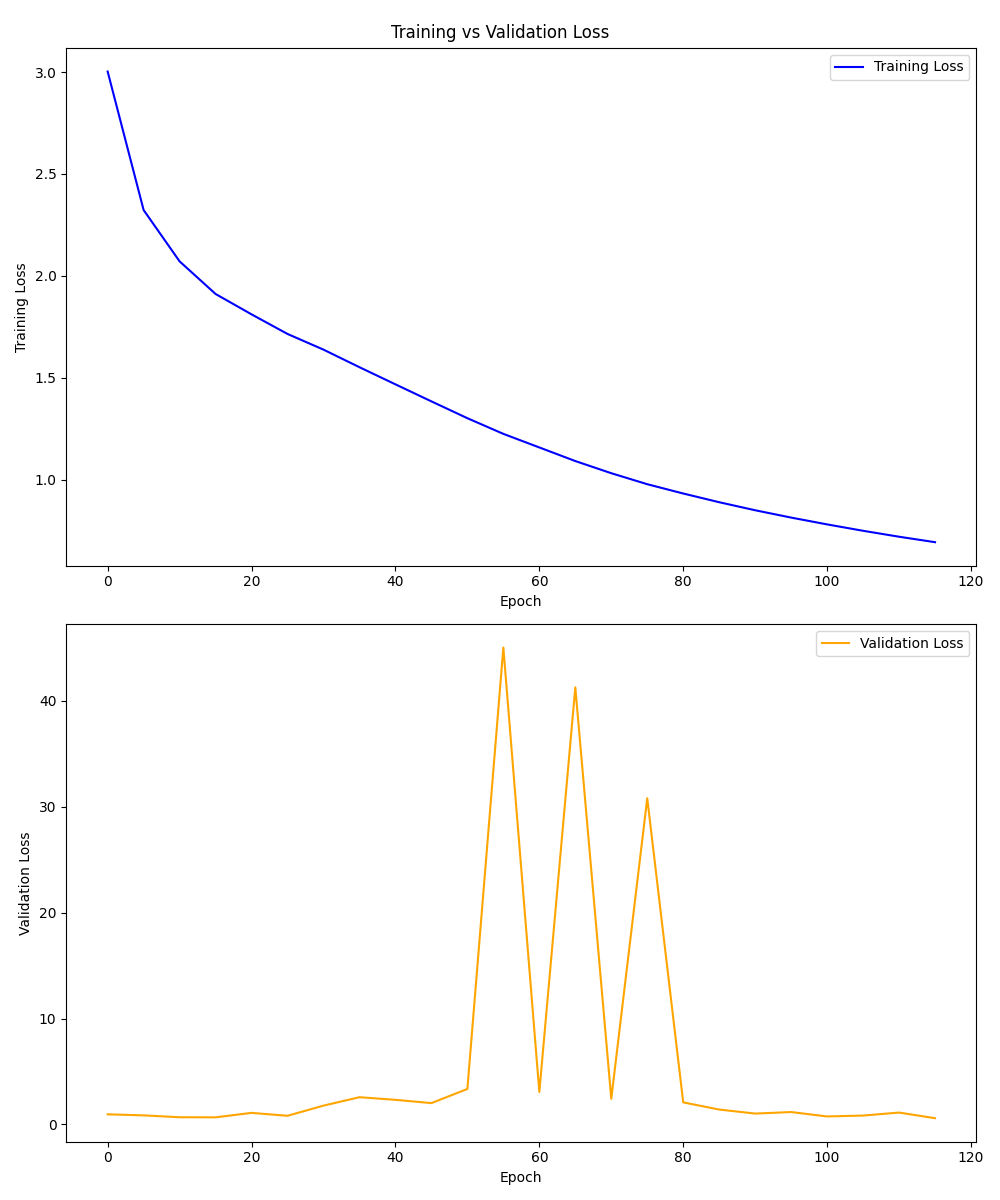 Training vs Validation Loss
Training Loss
3.0
2.5
2.0
1.5
1.0
Training Loss
0 20 40 60 80 100 120
Epoch
Validation Loss
40
30
20
10
0
Validation Loss
0 20 40 60 80 100 120
Epoch